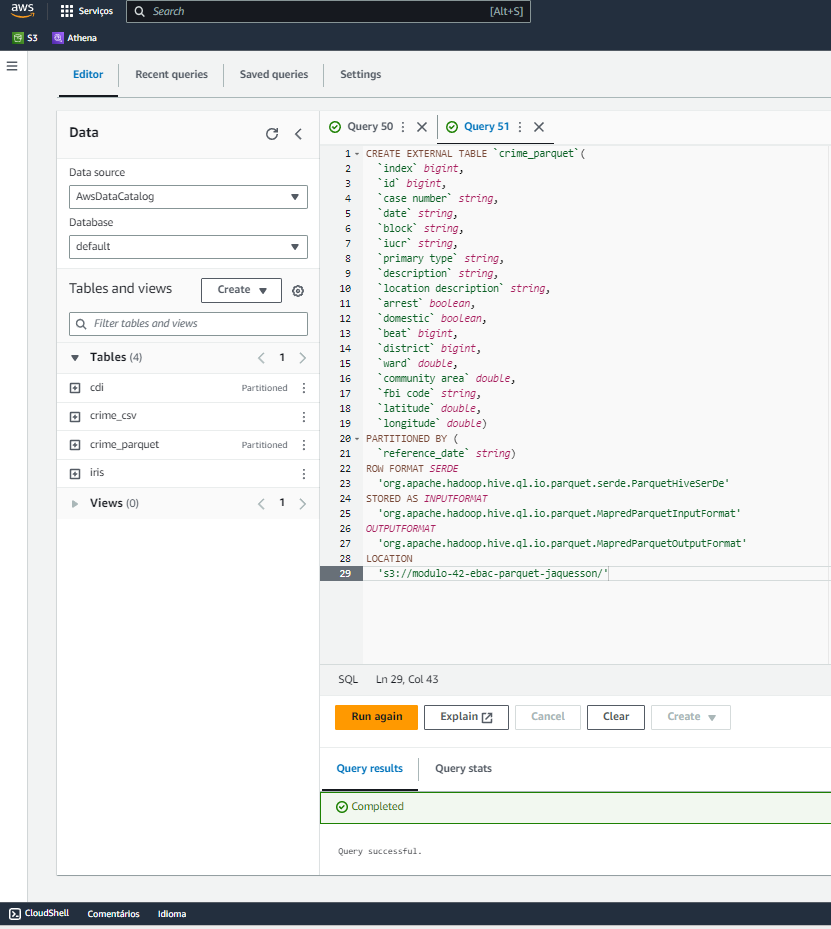 aws
Serviços
Search
[Alt+S]
S3
Athena
Editor
Recent queries
Saved queries
Settings
Data
Data source
AwsDataCatalog
Database
default
Tables and views
Create
Filter tables and views
Tables (4)
1
cdi
Partitioned
crime_csv
crime_parquet
Partitioned
iris
Views (0)
1
Query 50
Query 51
1 CREATE EXTERNAL TABLE `crime_parquet`(
2 `index` bigint,
3 `id` bigint,
4 `case number` string,
5 `date` string,
6 `block` string,
7 `iucr` string,
8 `primary type` string,
9 `description` string,
10 `location description` string,
11 `arrest` boolean,
12 `domestic` boolean,
13 `beat` bigint,
14 `district` bigint,
15 `ward` double,
16 `community area` double,
17 `fbi code` string,
18 `latitude` double,
19 `longitude` double)
20 PARTITIONED BY (
21 `reference_date` string)
22 ROW FORMAT SERDE
23 'org.apache.hadoop.hive.ql.io.parquet.serde.ParquetHiveSerDe'
24 STORED AS INPUTFORMAT
25 'org.apache.hadoop.hive.ql.io.parquet.MapredParquetInputFormat'
26 OUTPUTFORMAT
27 'org.apache.hadoop.hive.ql.io.parquet.MapredParquetOutputFormat'
28 LOCATION
29 's3://modulo-42-ebac-parquet-jaquesson/'
SQL
Ln 29, Col 43
Run again
Explain
Cancel
Clear
Create
Query results
Query stats
Completed
Query successful.
CloudShell
Comentários
Idioma